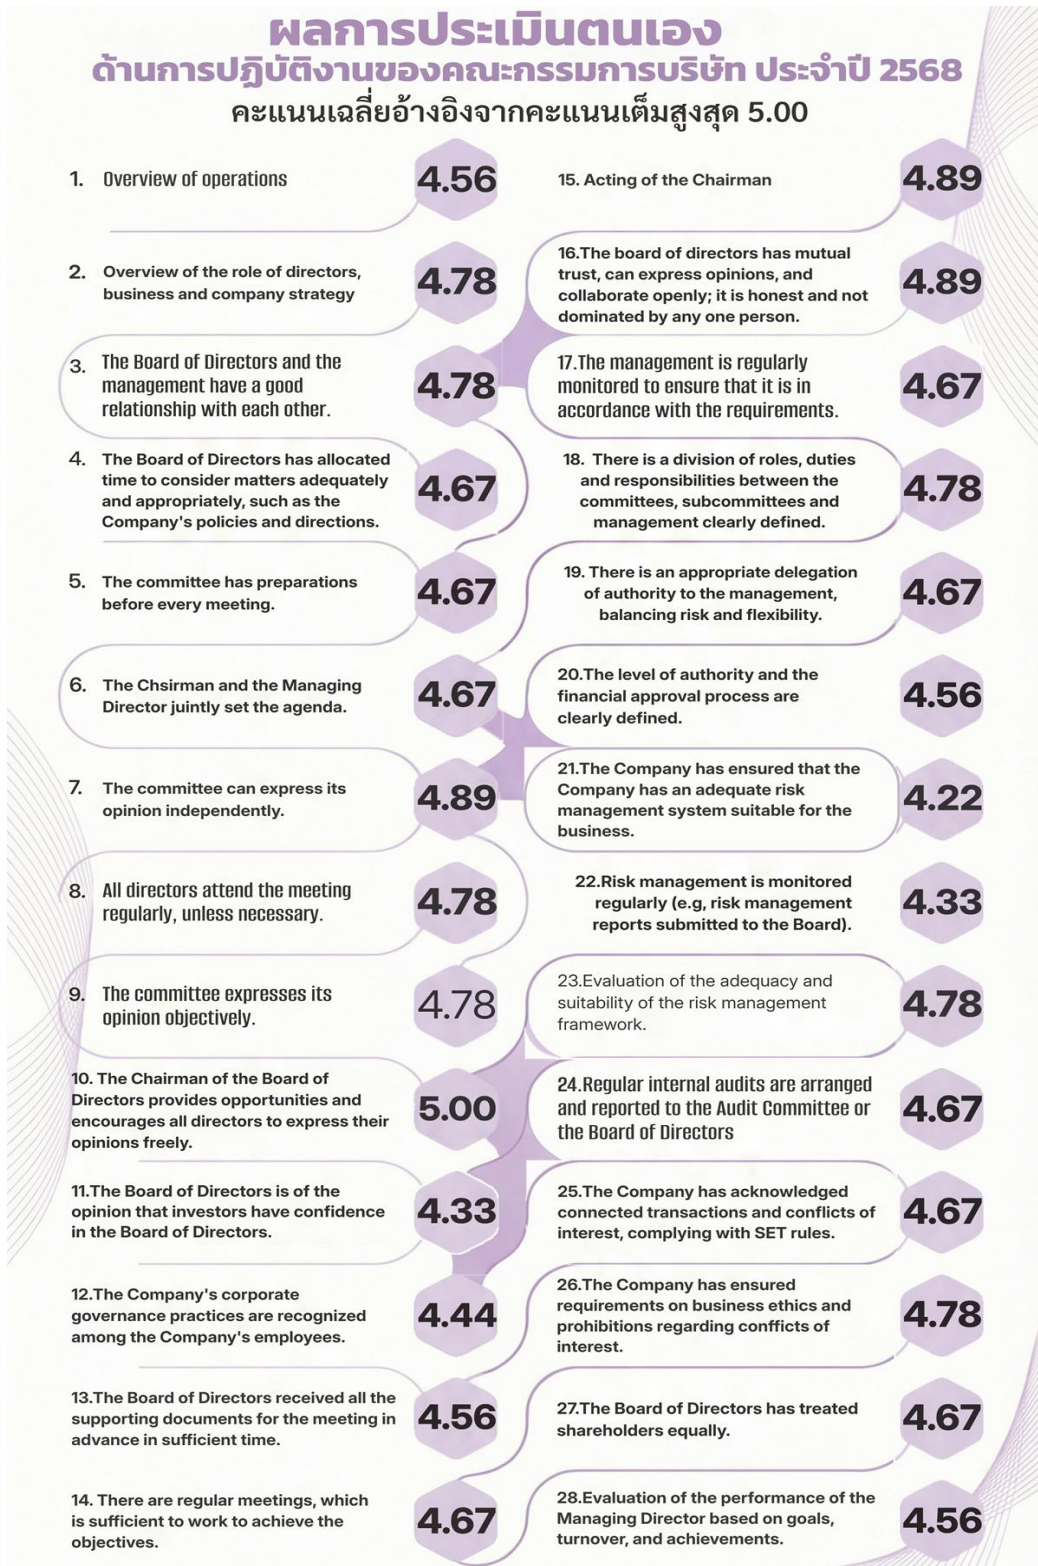 ผลการประเมินตนเอง
ด้านการปฏิบัติงานของคณะกรรมการบริษัท ประจำปี 2568
คะแนนเฉลี่ยอ้างอิงจากคะแนนเต็มสูงสุด 5.00
1. Overview of operations
4.56
2. Overview of the role of directors,
business and company strategy
4.78
3. The Board of Directors and the
management have a good
relationship with each other.
4.78
4. The Board of Directors has allocated
time to consider matters adequately
and appropriately, such as the
Company's policies and directions.
4.67
5. The committee has preparations
before every meeting.
4.67
6. The Chsirman and the Managing
Director juintly set the agenda.
4.67
7. The committee can express its
opinion independently.
4.89
8. All directors attend the meeting
regularly, unless necessary.
4.78
9. The committee expresses its
opinion objectively.
4.78
10. The Chairman of the Board of
Directors provides opportunities and
encourages all directors to express their
opinions freely.
5.00
11.The Board of Directors is of the
opinion that investors have confidence
in the Board of Directors.
4.33
12.The Company's corporate
governance practices are recognized
among the Company's employees.
4.44
13.The Board of Directors received all the
supporting documents for the meeting in
advance in sufficient time.
4.56
14. There are regular meetings, which
is sufficient to work to achieve the
objectives.
4.67
15. Acting of the Chairman
4.89
16.The board of directors has mutual
trust, can express opinions, and
collaborate openly; it is honest and not
dominated by any one person.
4.89
17.The management is regularly
monitored to ensure that it is in
accordance with the requirements.
4.67
18. There is a division of roles, duties
and responsibilities between the
committees, subcommittees and
management clearly defined.
4.78
19. There is an appropriate delegation
of authority to the management,
balancing risk and flexibility.
4.67
20.The level of authority and the
financial approval process are
clearly defined.
4.56
21.The Company has ensured that the
Company has an adequate risk
management system suitable for the
business.
4.22
22.Risk management is monitored
regularly (e.g, risk management
reports submitted to the Board).
4.33
23.Evaluation of the adequacy and
suitability of the risk management
framework.
4.78
24.Regular internal audits are arranged
and reported to the Audit Committee or
the Board of Directors
4.67
25.The Company has acknowledged
connected transactions and conflicts of
interest, complying with SET rules.
4.67
26.The Company has ensured
requirements on business ethics and
prohibitions regarding conffICts of
interest.
4.78
27.The Board of Directors has treated
shareholders equally.
4.67
28.Evaluation of the performance of the
Managing Director based on goals,
turnover, and achievements.
4.56